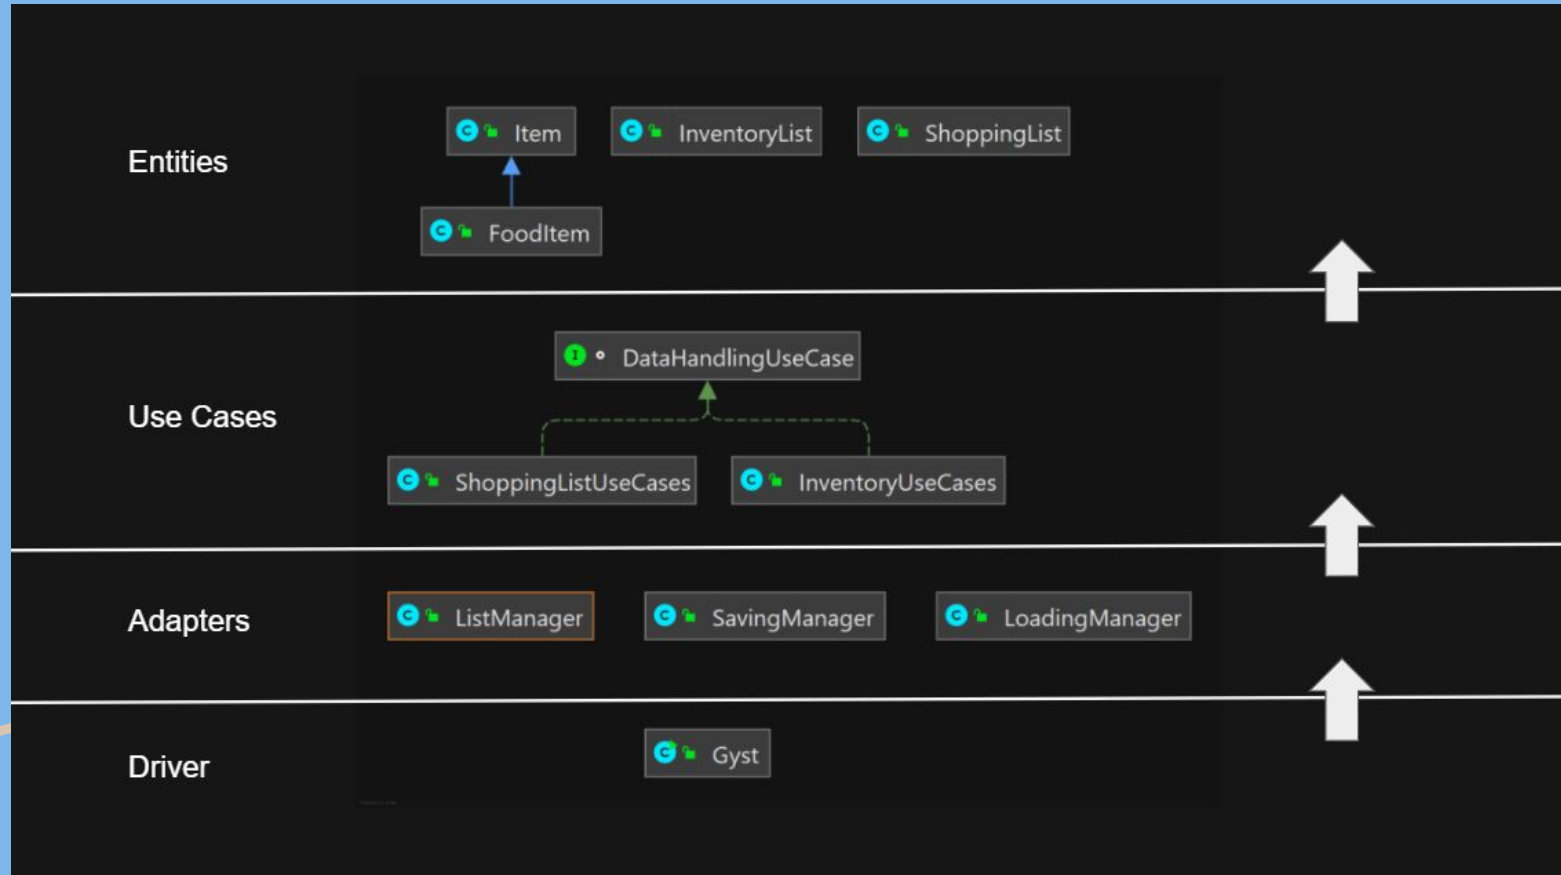 Entities
Item
InventoryList
ShoppingList
FoodItem
Use Cases
DataHandlingUseCase
ShoppingListUseCases
InventoryUseCases
Adapters
ListManager
SavingManager
LoadingManager
Driver
Gyst